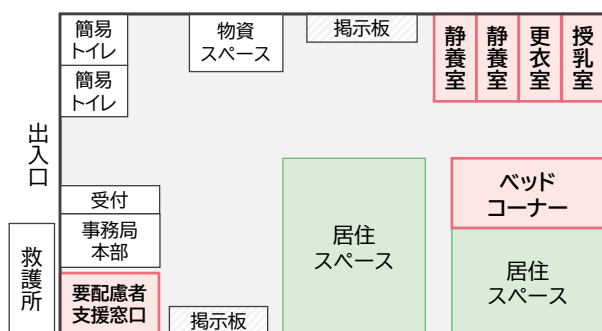 簡易
トイレ
簡易
トイレ
物資
スペース
掲示板
静養室
静養室
更衣室
授乳室
出入口
受付
事務局
本部
救護所
要配慮者
支援窓口
掲示板
居住
スペース
ベッド
コーナー
居住
スペース